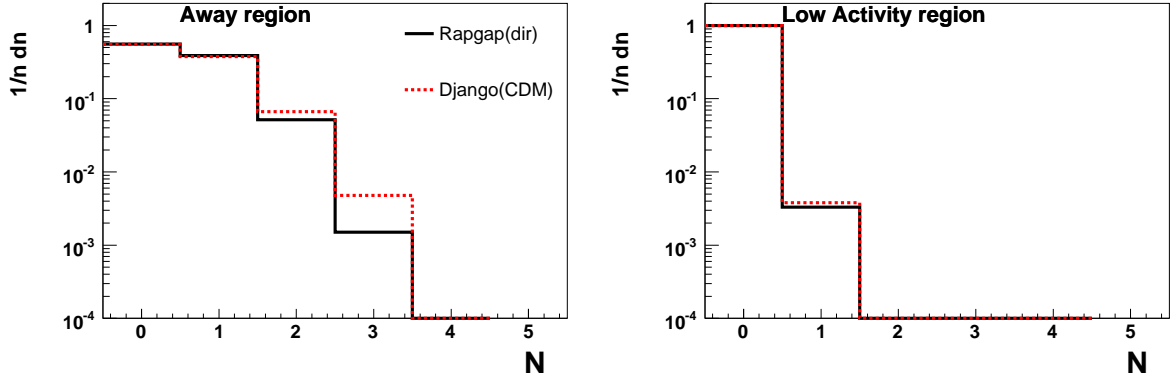 Away region
1/n dn
1
10^-1
10^-2
10^-3
10^-4
Rapgap(dir)
Django(CDM)
0 1 2 3 4 5
N
Low Activity region
1/n dn
1
10^-1
10^-2
10^-3
10^-4
0 1 2 3 4 5
N